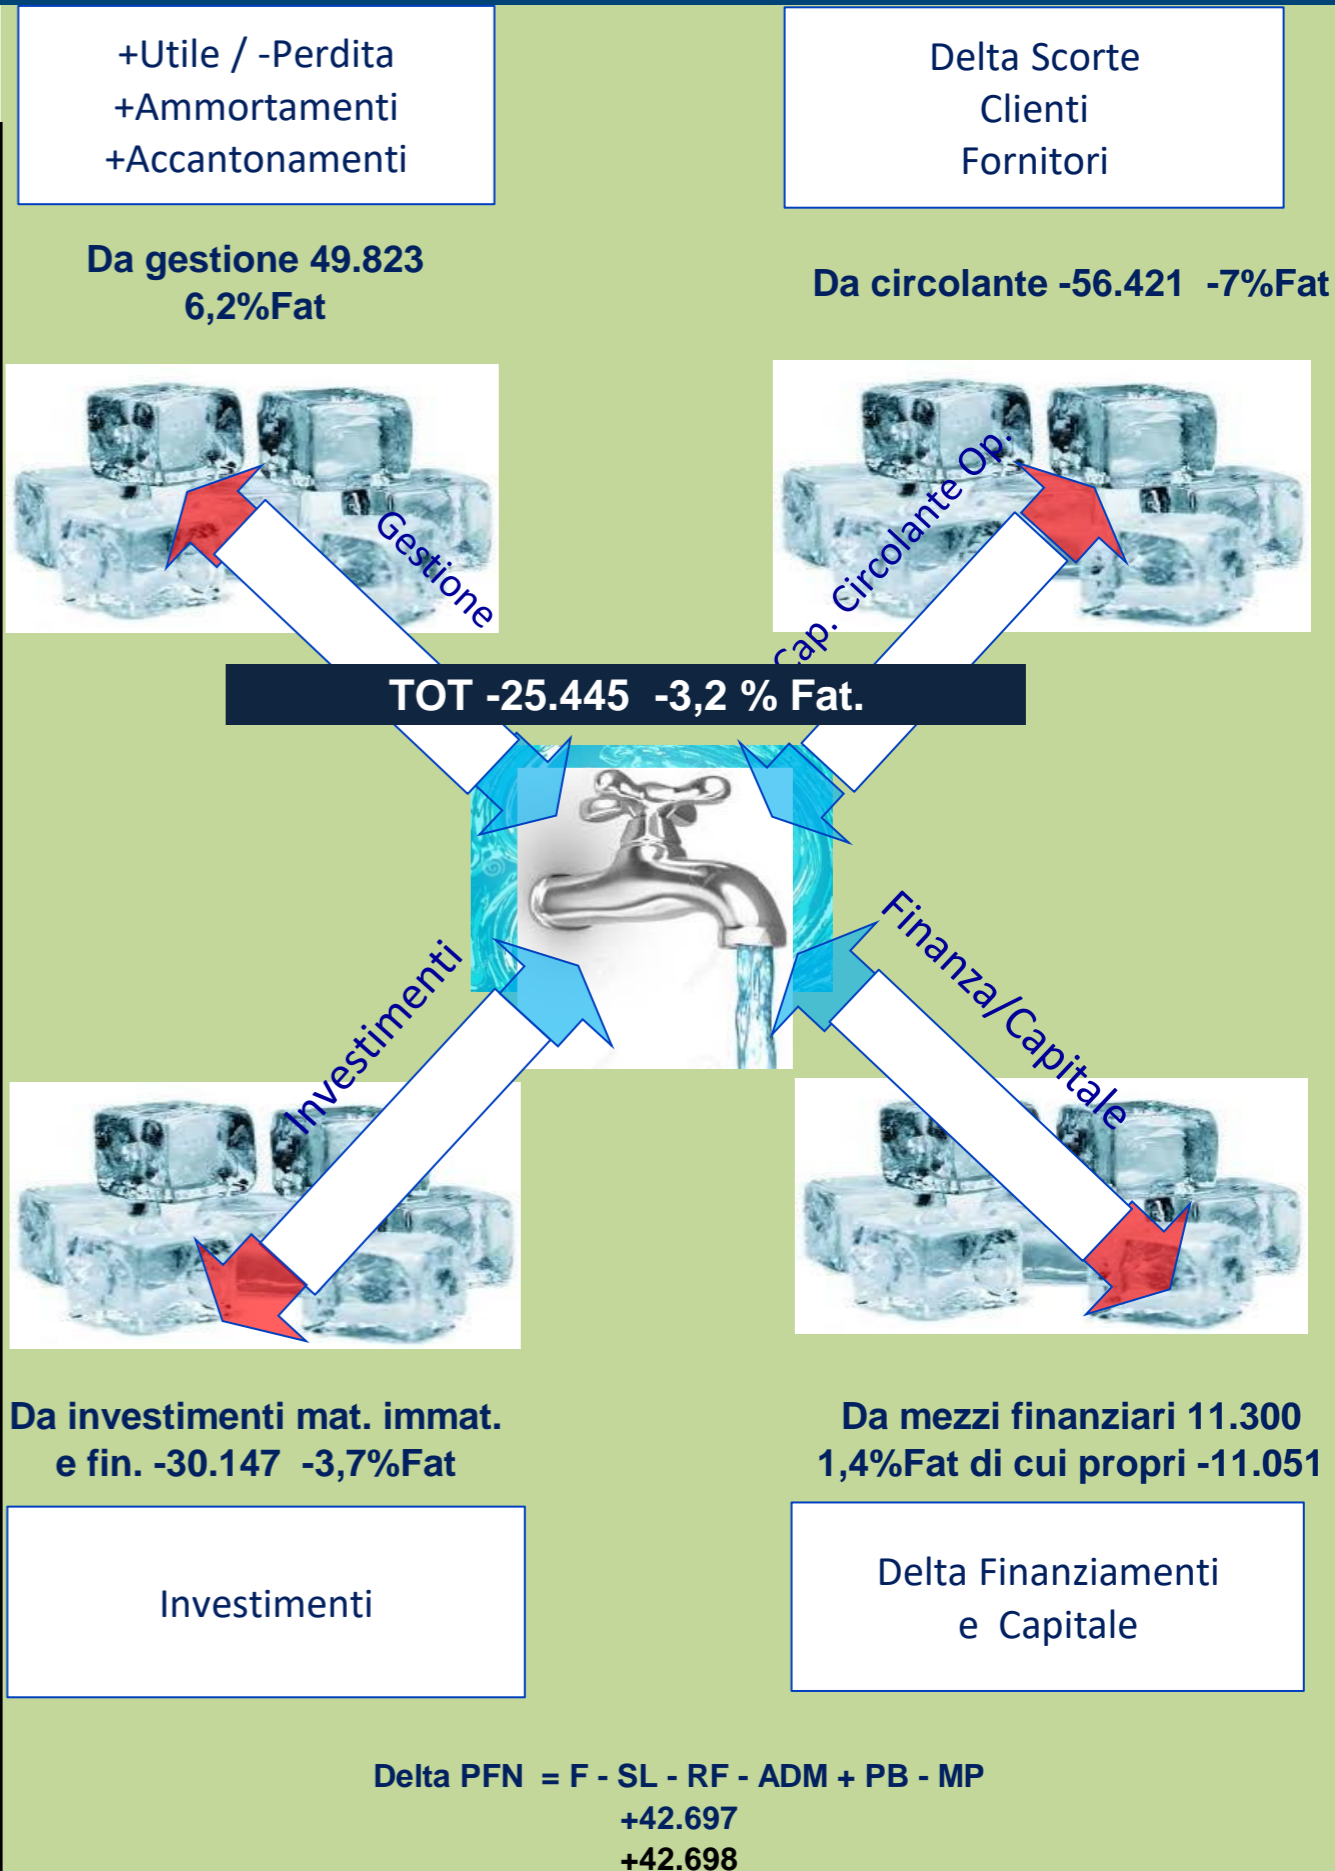 +Utile / -Perdita
+Ammortamenti
+Accantonamenti
Delta Scorte
Clienti
Fornitori
Da gestione 49.823
6,2%Fat
Da circolante -56.421 -7%Fat
Gestione
Cap. Circolante Op.
TOT -25.445 -3,2 % Fat.
Investimenti
Finanza/Capitale
Da investimenti mat. immat.
e fin. -30.147 -3,7%Fat
Da mezzi finanziari 11.300
1,4%Fat di cui propri -11.051
Investimenti
Delta Finanziamenti
e Capitale
Delta PFN = F - SL - RF - ADM + PB - MP
+42.697
+42.698